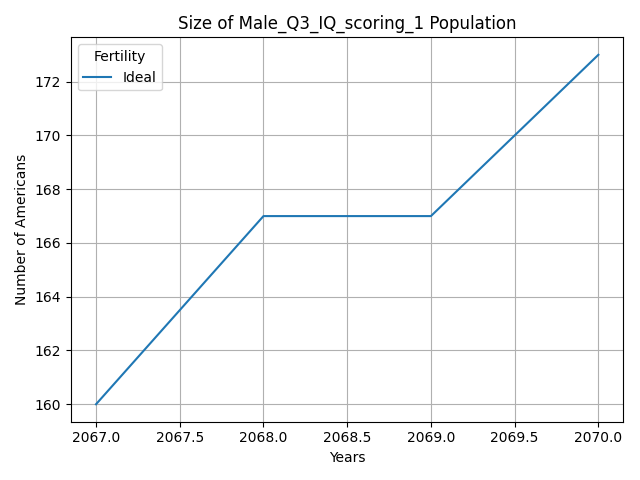 Size of Male_Q3_IQ_scoring_1 Population
Fertility
Ideal
Number of Americans
172
170
168
166
164
162
160
2067.0 2067.5 2068.0 2068.5 2069.0 2069.5 2070.0
Years